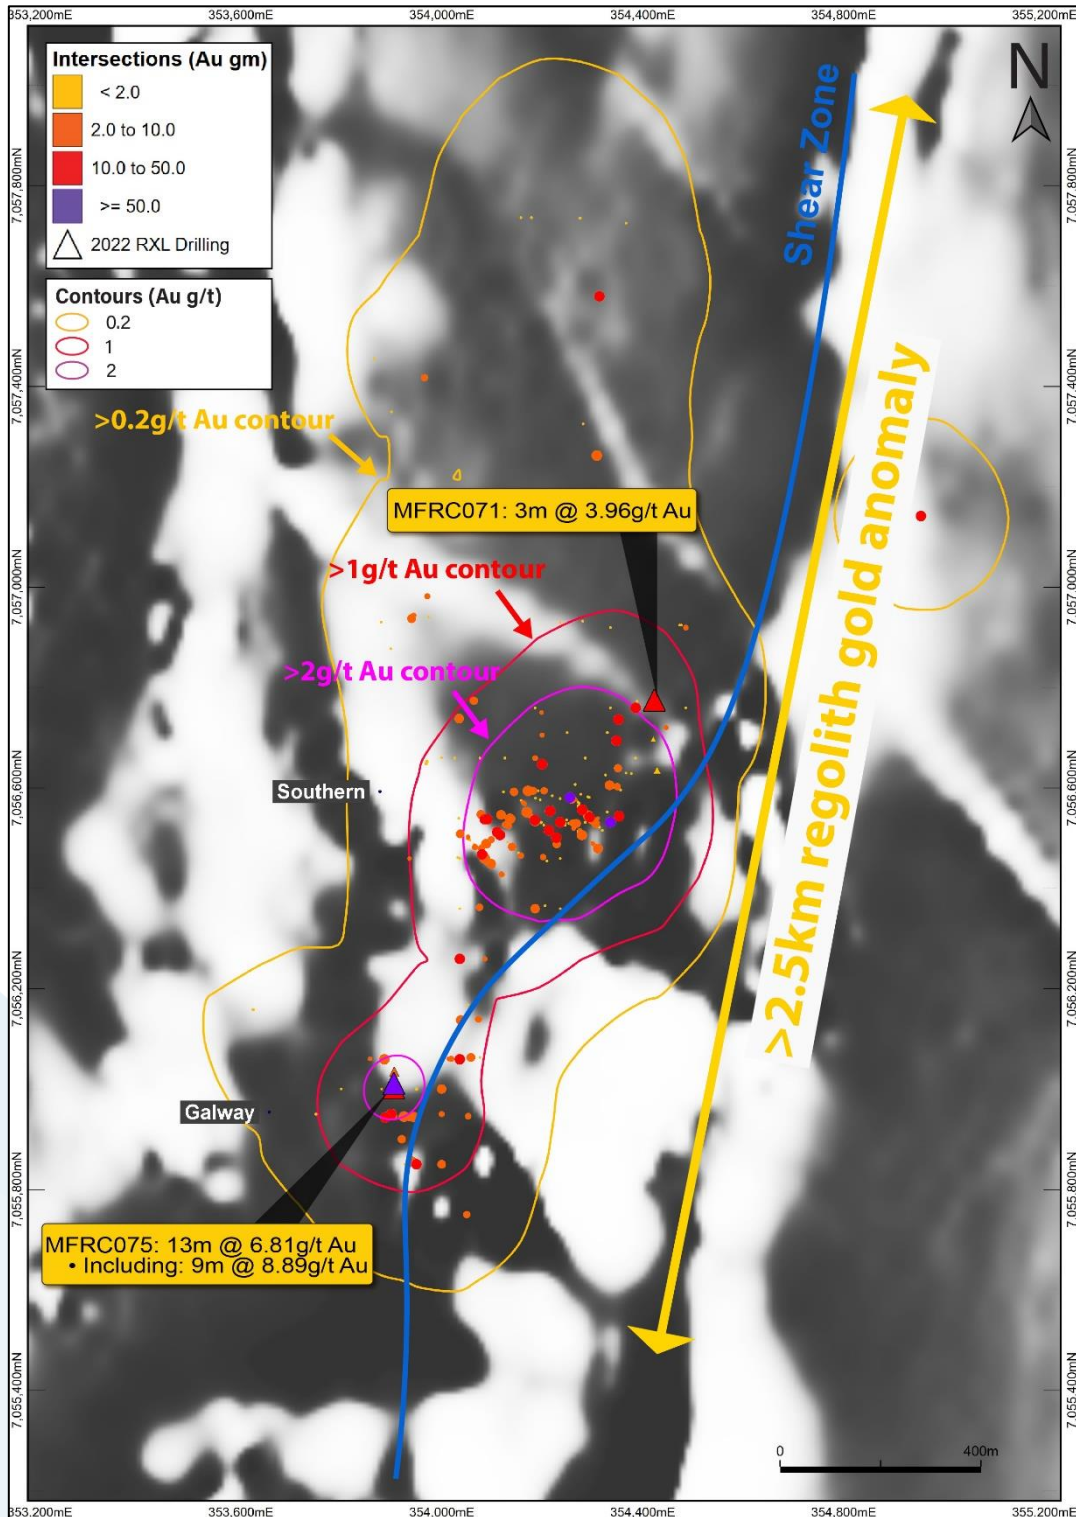 353,200mE
353,600mE
354,000mE
354,400mE
354,800mE
355,200mE
Intersections (Au gm)
< 2.0
2.0 to 10.0
10.0 to 50.0
>= 50.0
2022 RXL Drilling
Contours (Au g/t)
0.2
1
2
N
Shear Zone
7,057,800mN
7,057,800mN
7,057,400mN
7,057,400mN
>0.2g/t Au contour
MFRC071: 3m @ 3.96g/t Au
>1g/t Au contour
7,057,000mN
7,057,000mN
>2g/t Au contour
>2.5km regolith gold anomaly
Southern
7,056,600mN
7,056,600mN
7,056,200mN
7,056,200mN
Galway
7,055,800mN
7,055,800mN
MFRC075: 13m @ 6.81g/t Au
• Including: 9m @ 8.89g/t Au
7,055,400mN
7,055,400mN
0
400m
353,200mE
353,600mE
354,000mE
354,400mE
354,800mE
355,200mE